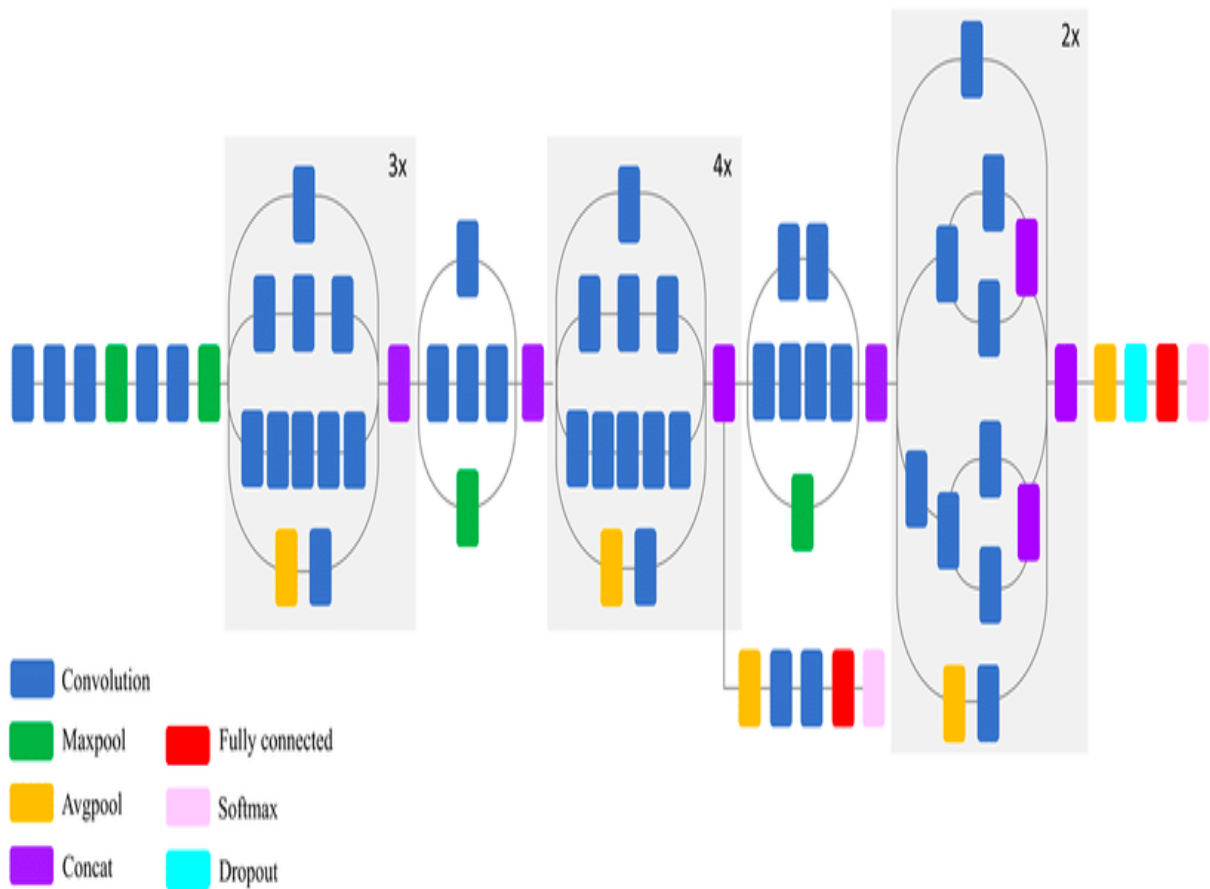 3x
4x
2x
Convolution
Maxpool
Fully connected
Avgpool
Softmax
Concat
Dropout